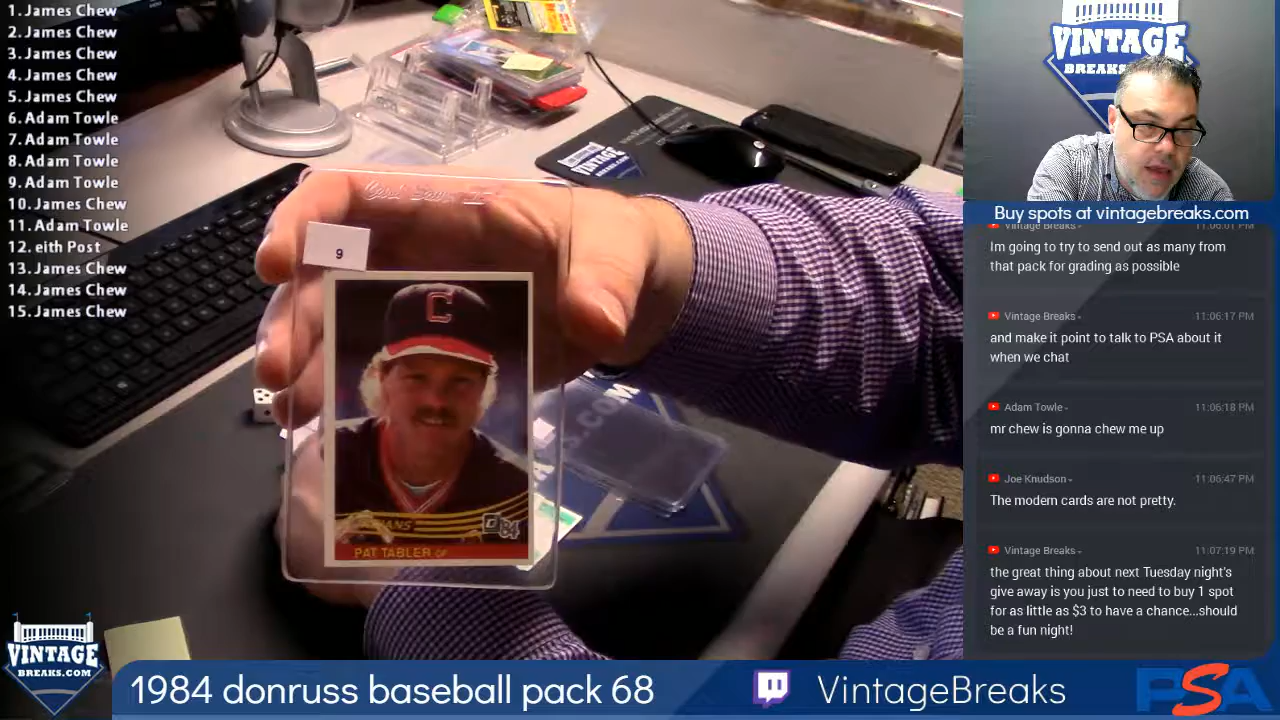 1. James Chew
2. James Chew
3. James Chew
4. James Chew
5. James Chew
6. Adam Towle
7. Adam Towle
8. Adam Towle
9. Adam Towle
10. James Chew
11. Adam Towle
12. eith Post
13. James Chew
14. James Chew
15. James Chew
VINTAGE
9
C
D 84
PAT TABLER OF
VINTAGE
BREAKS
Buy spots at vintagebreaks.com
Vintage Breaks 11:06:01 PM
Im going to try to send out as many from
that pack for grading as possible
Vintage Breaks 11:06:17 PM
and make it point to talk to PSA about it
when we chat
Adam Towle 11:06:18 PM
mr chew is gonna chew me up
Joe Knudson 11:06:47 PM
The modern cards are not pretty.
Vintage Breaks 11:07:19 PM
the great thing about next Tuesday night's
give away is you just to need to buy 1 spot
for as little as $3 to have a chance...should
be a fun night!
VINTAGE
BREAKS.COM
1984 donruss baseball pack 68
VintageBreaks
PSA